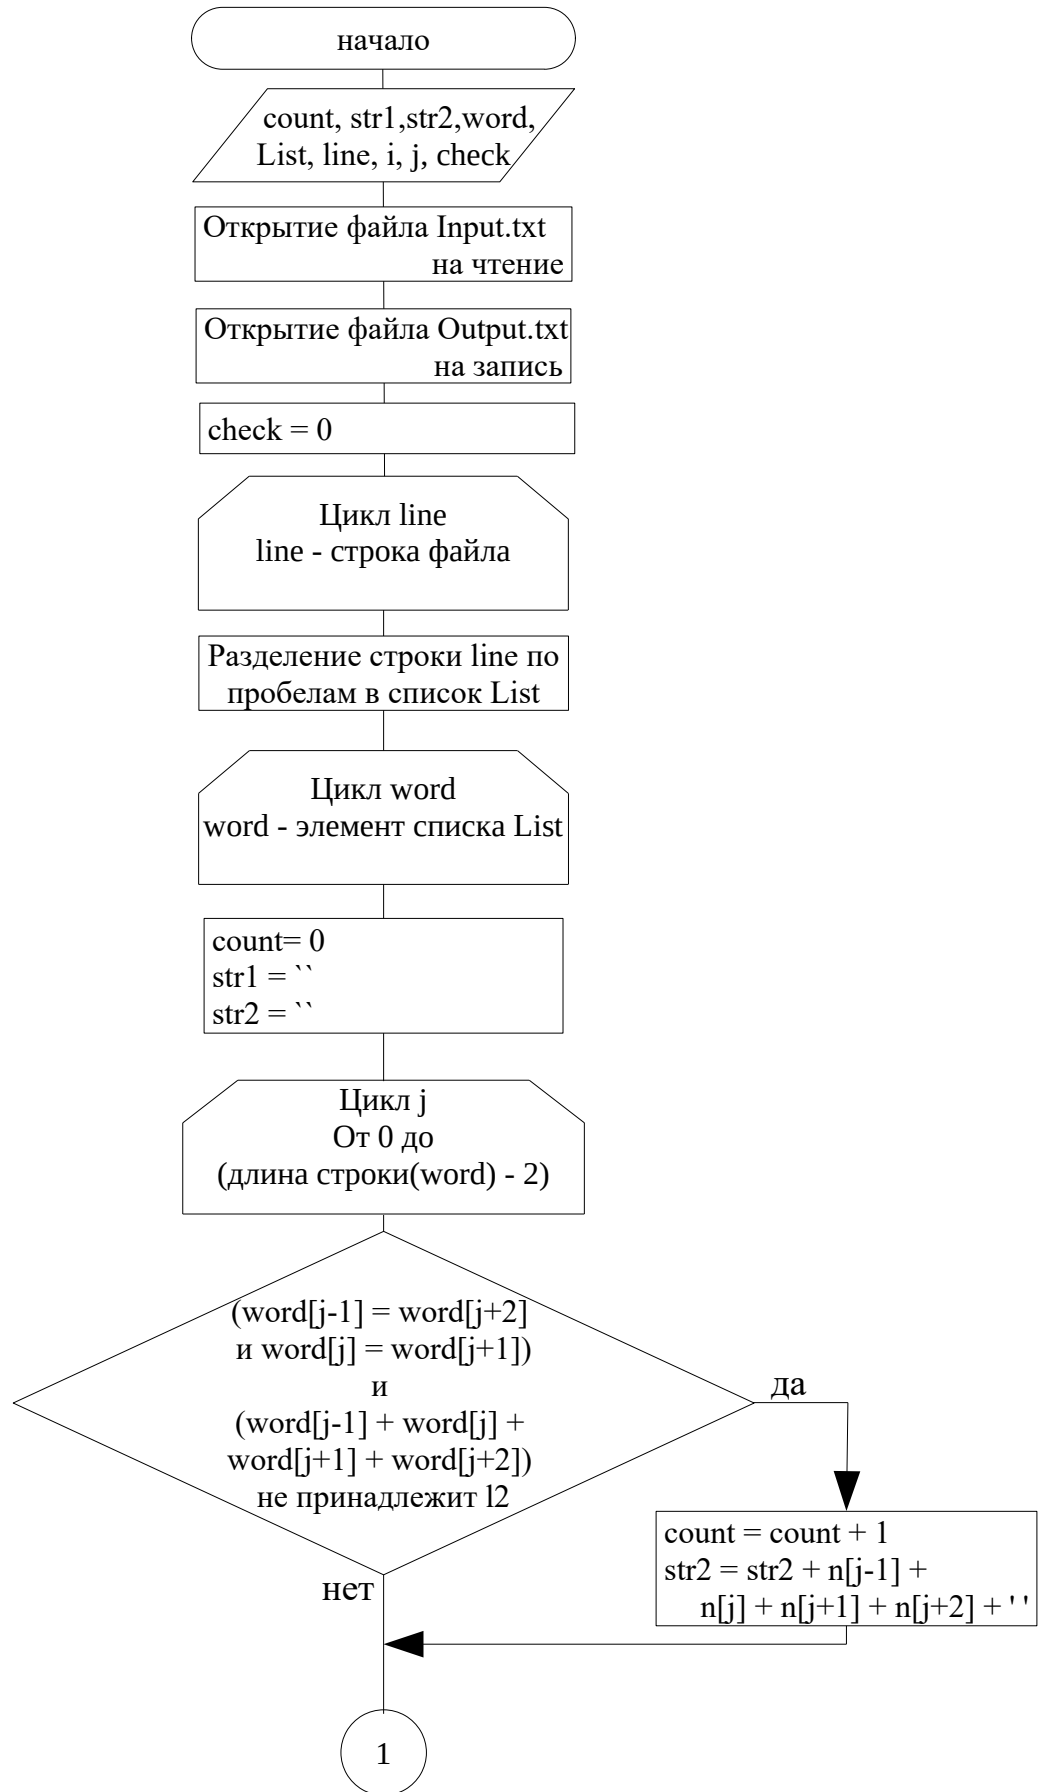 начало
count, str1,str2,word,
List, line, i, j, check
Открытие файла Input.txt
на чтение
Открытие файла Output.txt
на запись
check = 0
Цикл line
line - строка файла
Разделение строки line по
пробелам в список List
Цикл word
word - элемент списка List
count= 0
str1 = ``
str2 = ``
Цикл j
От 0 до
(длина строки(word) - 2)
(word[j-1] = word[j+2]
и word[j] = word[j+1])
и
(word[j-1] + word[j] +
word[j+1] + word[j+2])
не принадлежит l2
да
count = count + 1
str2 = str2 + n[j-1] +
n[j] + n[j+1] + n[j+2] + ' '
нет
1